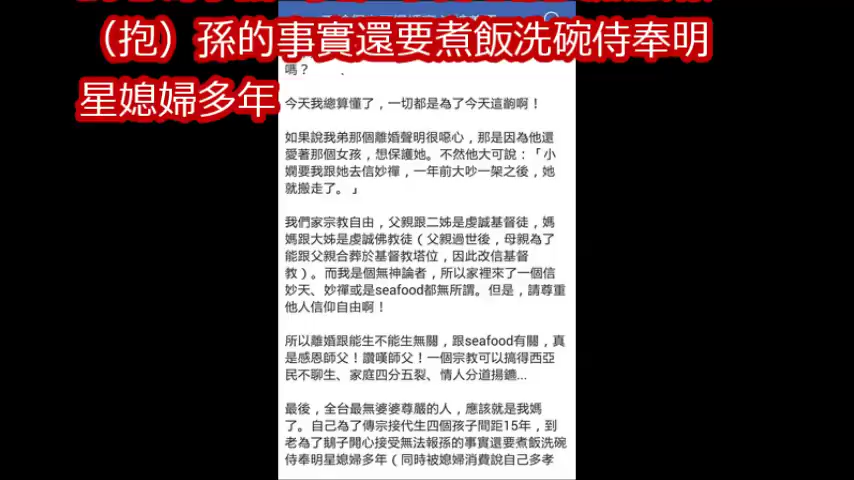 （抱）孫的事實還要煮飯洗碗侍奉明
星媳婦多年
嗎？
今天我總算懂了，一切都是為了今天這齣啊！
如果說我弟那個離婚聲明很噁心，那是因為他還
愛著那個女孩，想保護她。不然他大可說：「小
嫻要我跟她去信妙禪，一年前大吵一架之後，她
就搬走了。」
我們家宗教自由，父親跟二姊是虔誠基督徒，媽
媽跟大姊是虔誠佛教徒（父親過世後，母親為了
能跟父親合葬於基督教塔位，因此改信基督
教）。而我是個無神論者，所以家裡來了一個信
妙天、妙禪或是seafood都無所謂。但是，請尊重
他人信仰自由啊！
所以離婚跟能生不能生無關，跟seafood有關，真
是感恩師父！讚嘆師父！一個宗教可以搞得西亞
民不聊生、家庭四分五裂、情人分道揚鑣...
最後，全台最無婆婆尊嚴的人，應該就是我媽
了。自己為了傳宗接代生四個孩子間距15年，到
老為了鵝子開心接受無法報孫的事實還要煮飯洗碗
侍奉明星媳婦多年（同時被媳婦消費說自己多孝